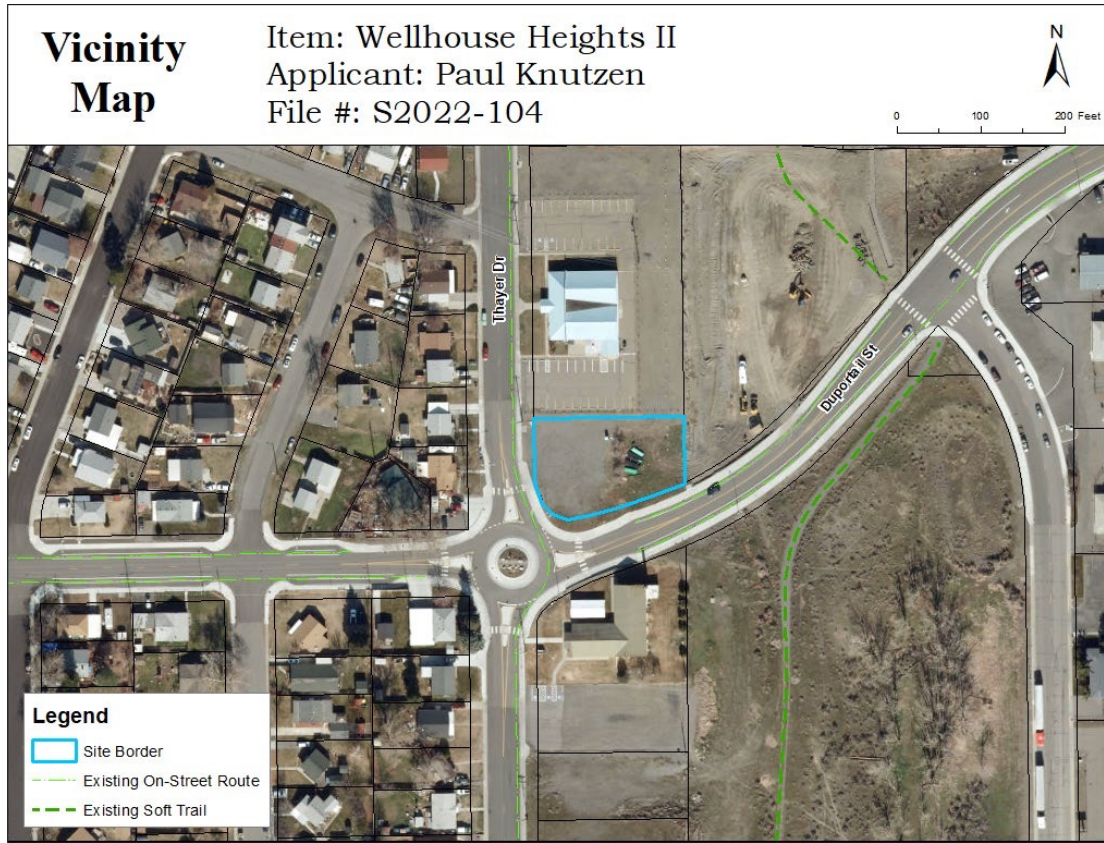 Vicinity
Map
Item: Wellhouse Heights II
Applicant: Paul Knutzen
File #: S2022-104
N
0 100 200 Feet
Thayer Dr
Duportail St
Legend
Site Border
Existing On-Street Route
Existing Soft Trail